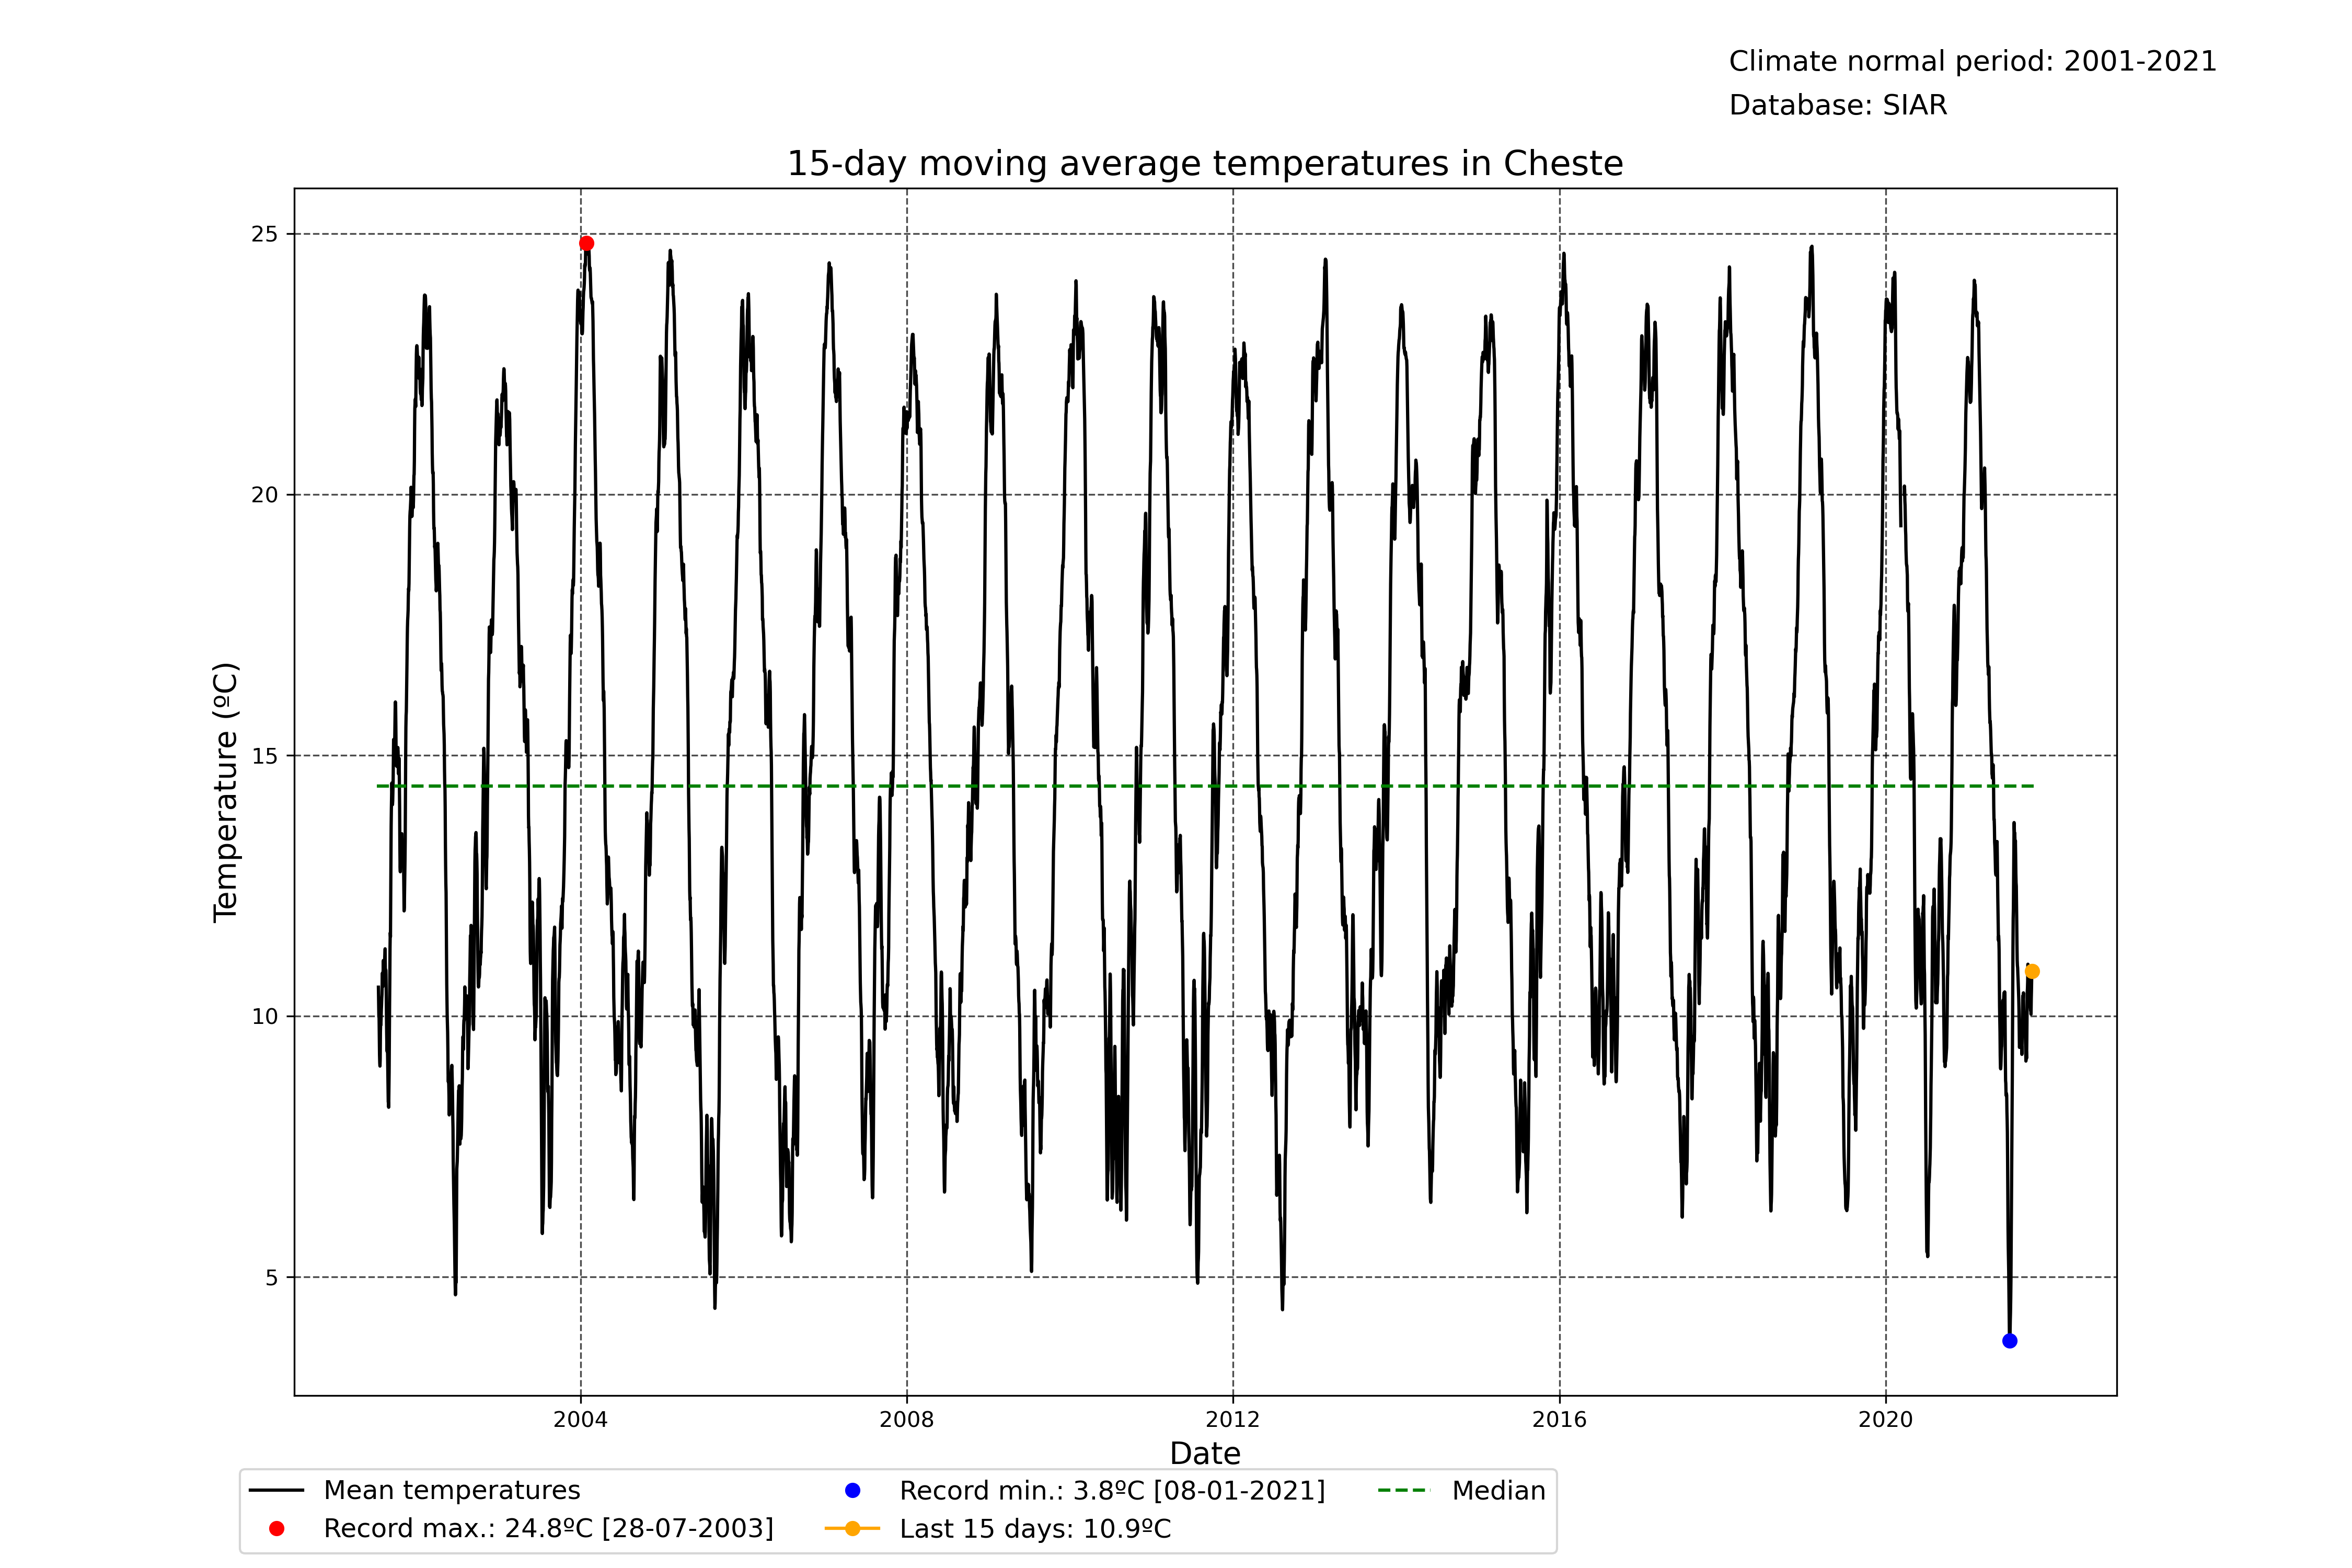 Climate normal period: 2001-2021
Database: SIAR
15-day moving average temperatures in Cheste
25
20
15
10
5
Temperature (ºC)
2004 2008 2012 2016 2020
Date
Mean temperatures
Record max.: 24.8ºC [28-07-2003]
Record min.: 3.8ºC [08-01-2021]
Last 15 days: 10.9ºC
Median